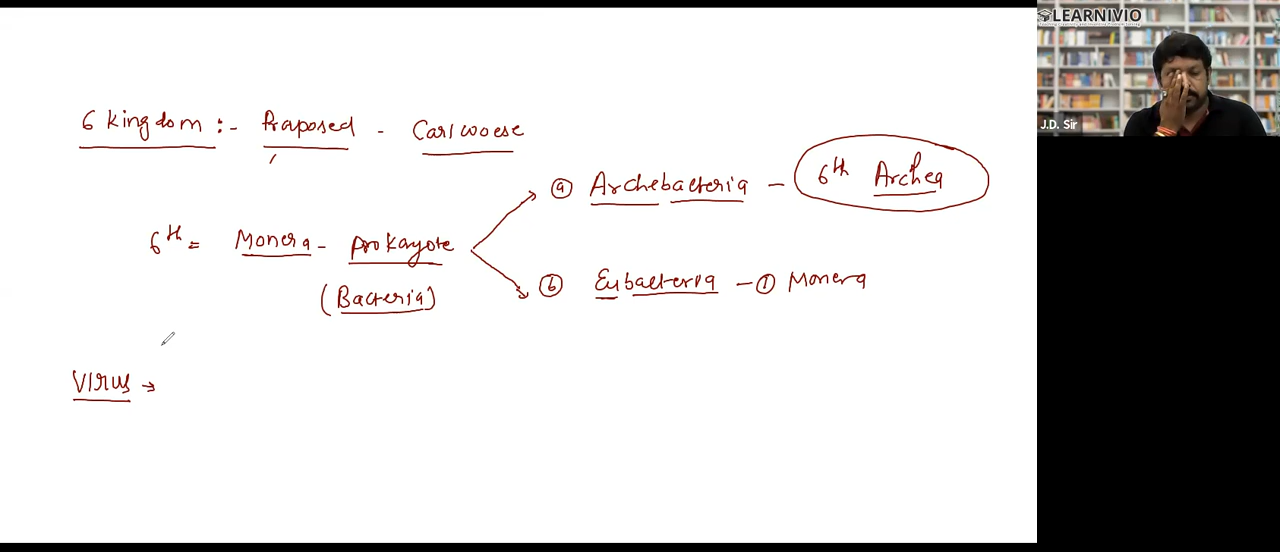 LEARNIVIO
J.D. Sir
6 Kingdom :- Praposed - Carlwoese
(a) Archebacteria - 6th Archea
6th = Monera - Prokayote
(Bacteria)
(b) Eubacteria - (1) Monera
Virus →